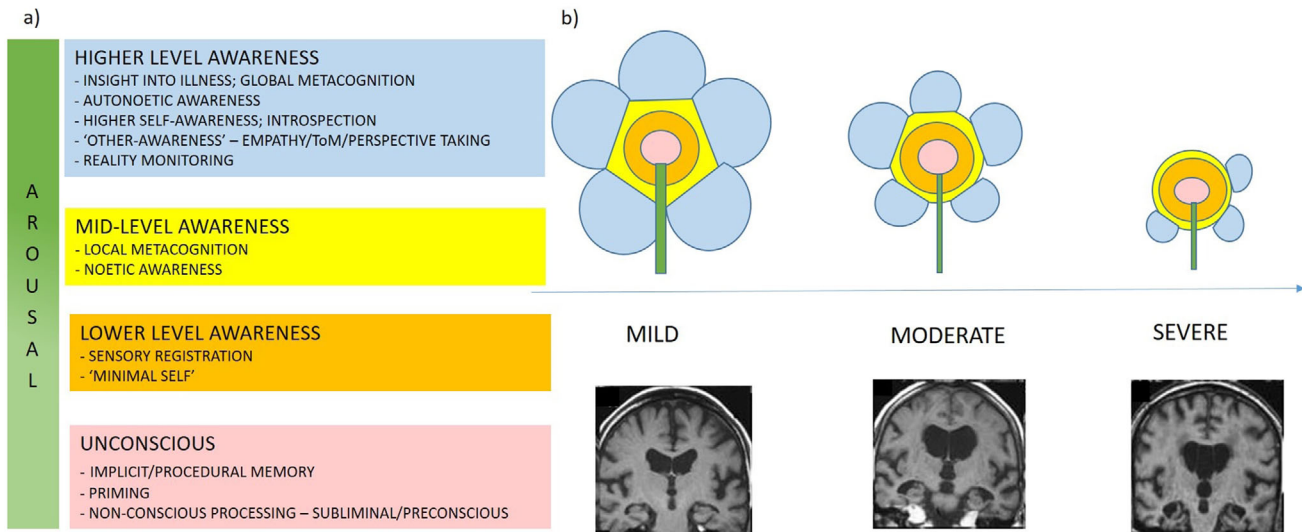 a)
AROUSAL
HIGHER LEVEL AWARENESS
- INSIGHT INTO ILLNESS; GLOBAL METACOGNITION
- AUTONOETIC AWARENESS
- HIGHER SELF-AWARENESS; INTROSPECTION
- ‘OTHER-AWARENESS’ – EMPATHY/ToM/PERSPECTIVE TAKING
- REALITY MONITORING
MID-LEVEL AWARENESS
- LOCAL METACOGNITION
- NOETIC AWARENESS
LOWER LEVEL AWARENESS
- SENSORY REGISTRATION
- ‘MINIMAL SELF’
UNCONSCIOUS
- IMPLICIT/PROCEDURAL MEMORY
- PRIMING
- NON-CONSCIOUS PROCESSING – SUBLIMINAL/PRECONSCIOUS
b)
MILD
MODERATE
SEVERE